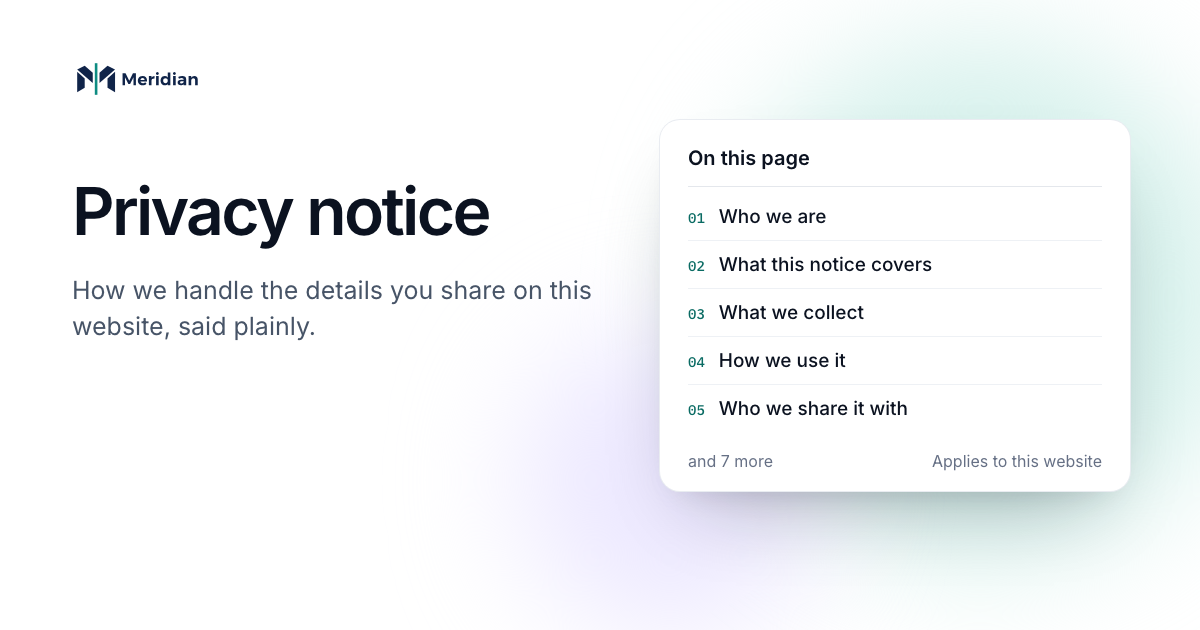 Meridian
Privacy notice
How we handle the details you share on this
website, said plainly.
On this page
01 Who we are
02 What this notice covers
03 What we collect
04 How we use it
05 Who we share it with
and 7 more
Applies to this website